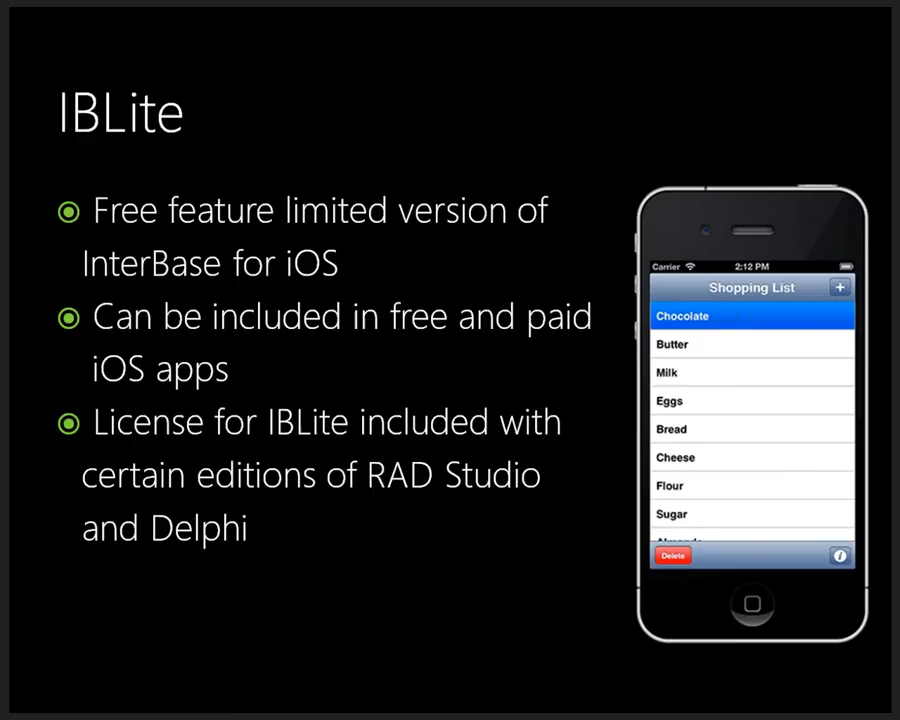 IBLite
Free feature limited version of
InterBase for iOS
Can be included in free and paid
iOS apps
License for IBLite included with
certain editions of RAD Studio
and Delphi
Carrier 2:12 PM
Shopping List +
Chocolate
Butter
Milk
Eggs
Bread
Cheese
Flour
Sugar
Delete